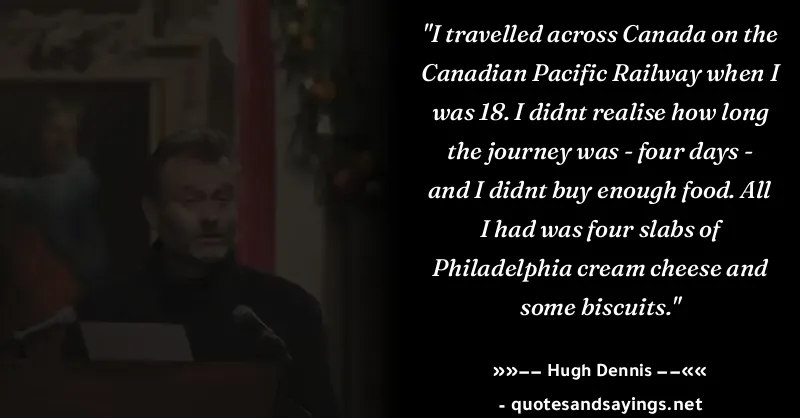 "I travelled across Canada on the
Canadian Pacific Railway when I
was 18. I didnt realise how long
the journey was - four days -
and I didnt buy enough food. All
I had was four slabs of
Philadelphia cream cheese and
some biscuits."
»»-- Hugh Dennis --««
- quotesandsayings.net